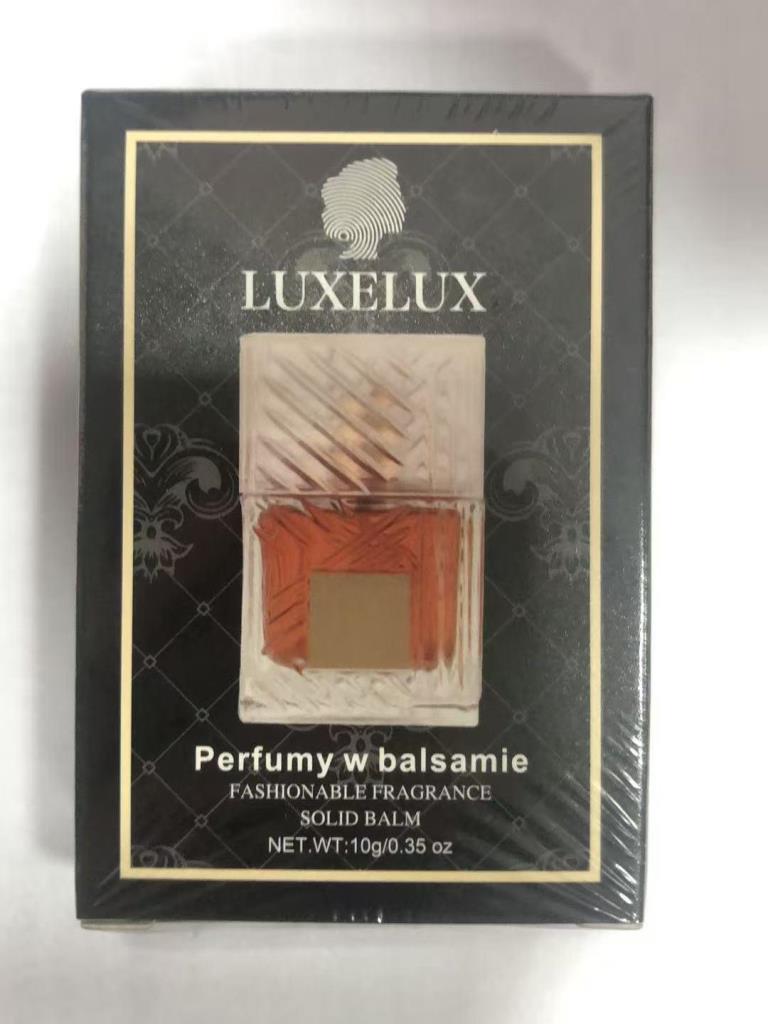 LUXELUX
Perfumy w balsamie
FASHIONABLE FRAGRANCE
SOLID BALM
NET.WT:10g/0.35 oz